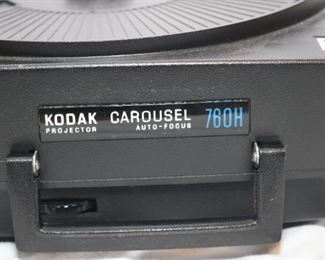 KODAK CAROUSEL 760H
PROJECTOR AUTO-FOCUS